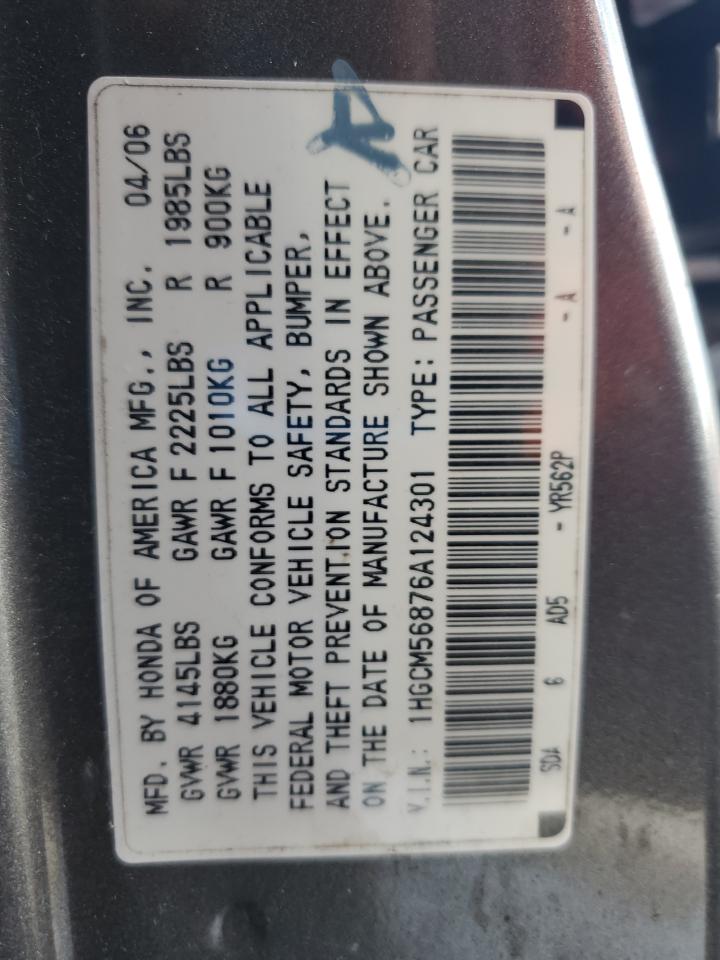 MFD. BY HONDA OF AMERICA MFG., INC. 04/06
GVWR 4145LBS GAWR F 2225LBS R 1985LBS
GVWR 1880KG GAWR F 1010KG R 900KG
THIS VEHICLE CONFORMS TO ALL APPLICABLE
FEDERAL MOTOR VEHICLE SAFETY, BUMPER,
AND THEFT PREVENTION STANDARDS IN EFFECT
ON THE DATE OF MANUFACTURE SHOWN ABOVE.
V.I.N.: 1HGCM56876A124301 TYPE: PASSENGER CAR
SDA 6 AD5 - YR562P - A - A